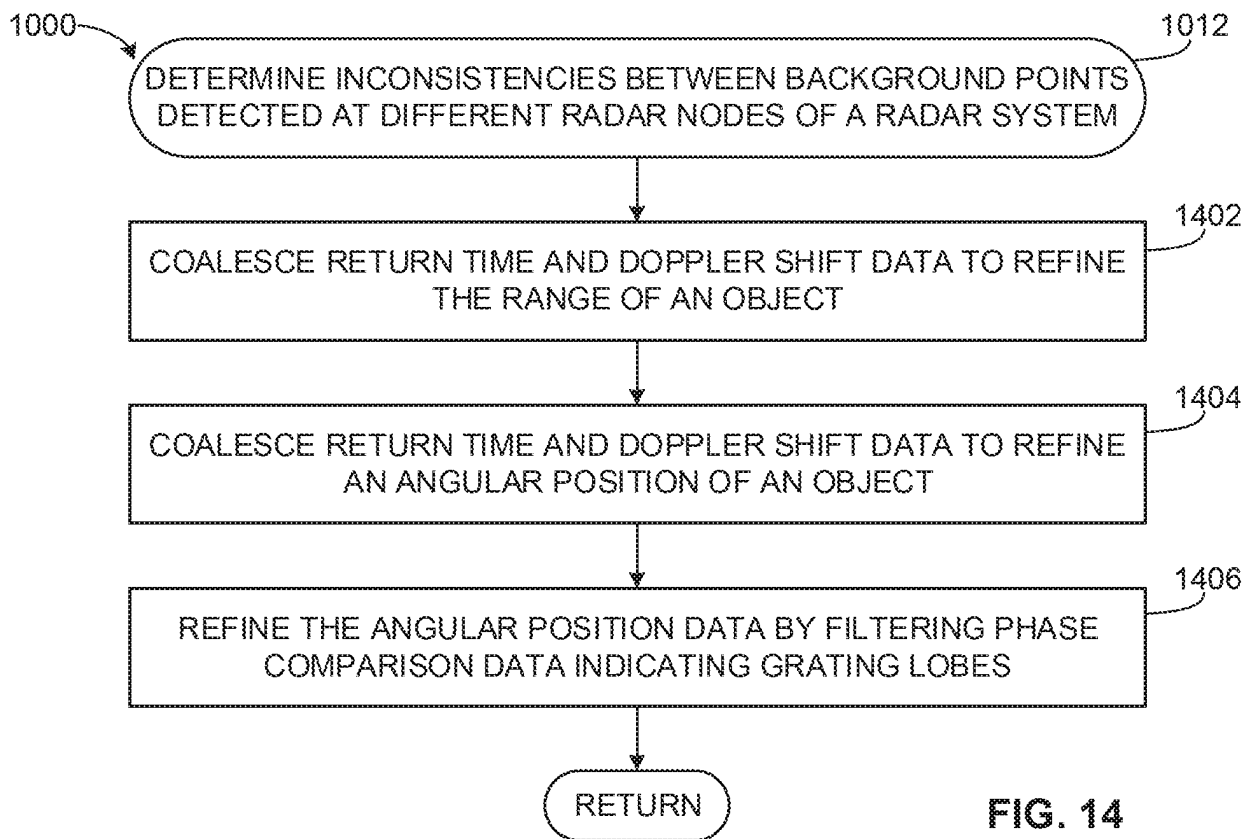 1000
1012
DETERMINE INCONSISTENCIES BETWEEN BACKGROUND POINTS
DETECTED AT DIFFERENT RADAR NODES OF A RADAR SYSTEM
1402
COALESCE RETURN TIME AND DOPPLER SHIFT DATA TO REFINE
THE RANGE OF AN OBJECT
1404
COALESCE RETURN TIME AND DOPPLER SHIFT DATA TO REFINE
AN ANGULAR POSITION OF AN OBJECT
1406
REFINE THE ANGULAR POSITION DATA BY FILTERING PHASE
COMPARISON DATA INDICATING GRATING LOBES
RETURN
FIG. 14